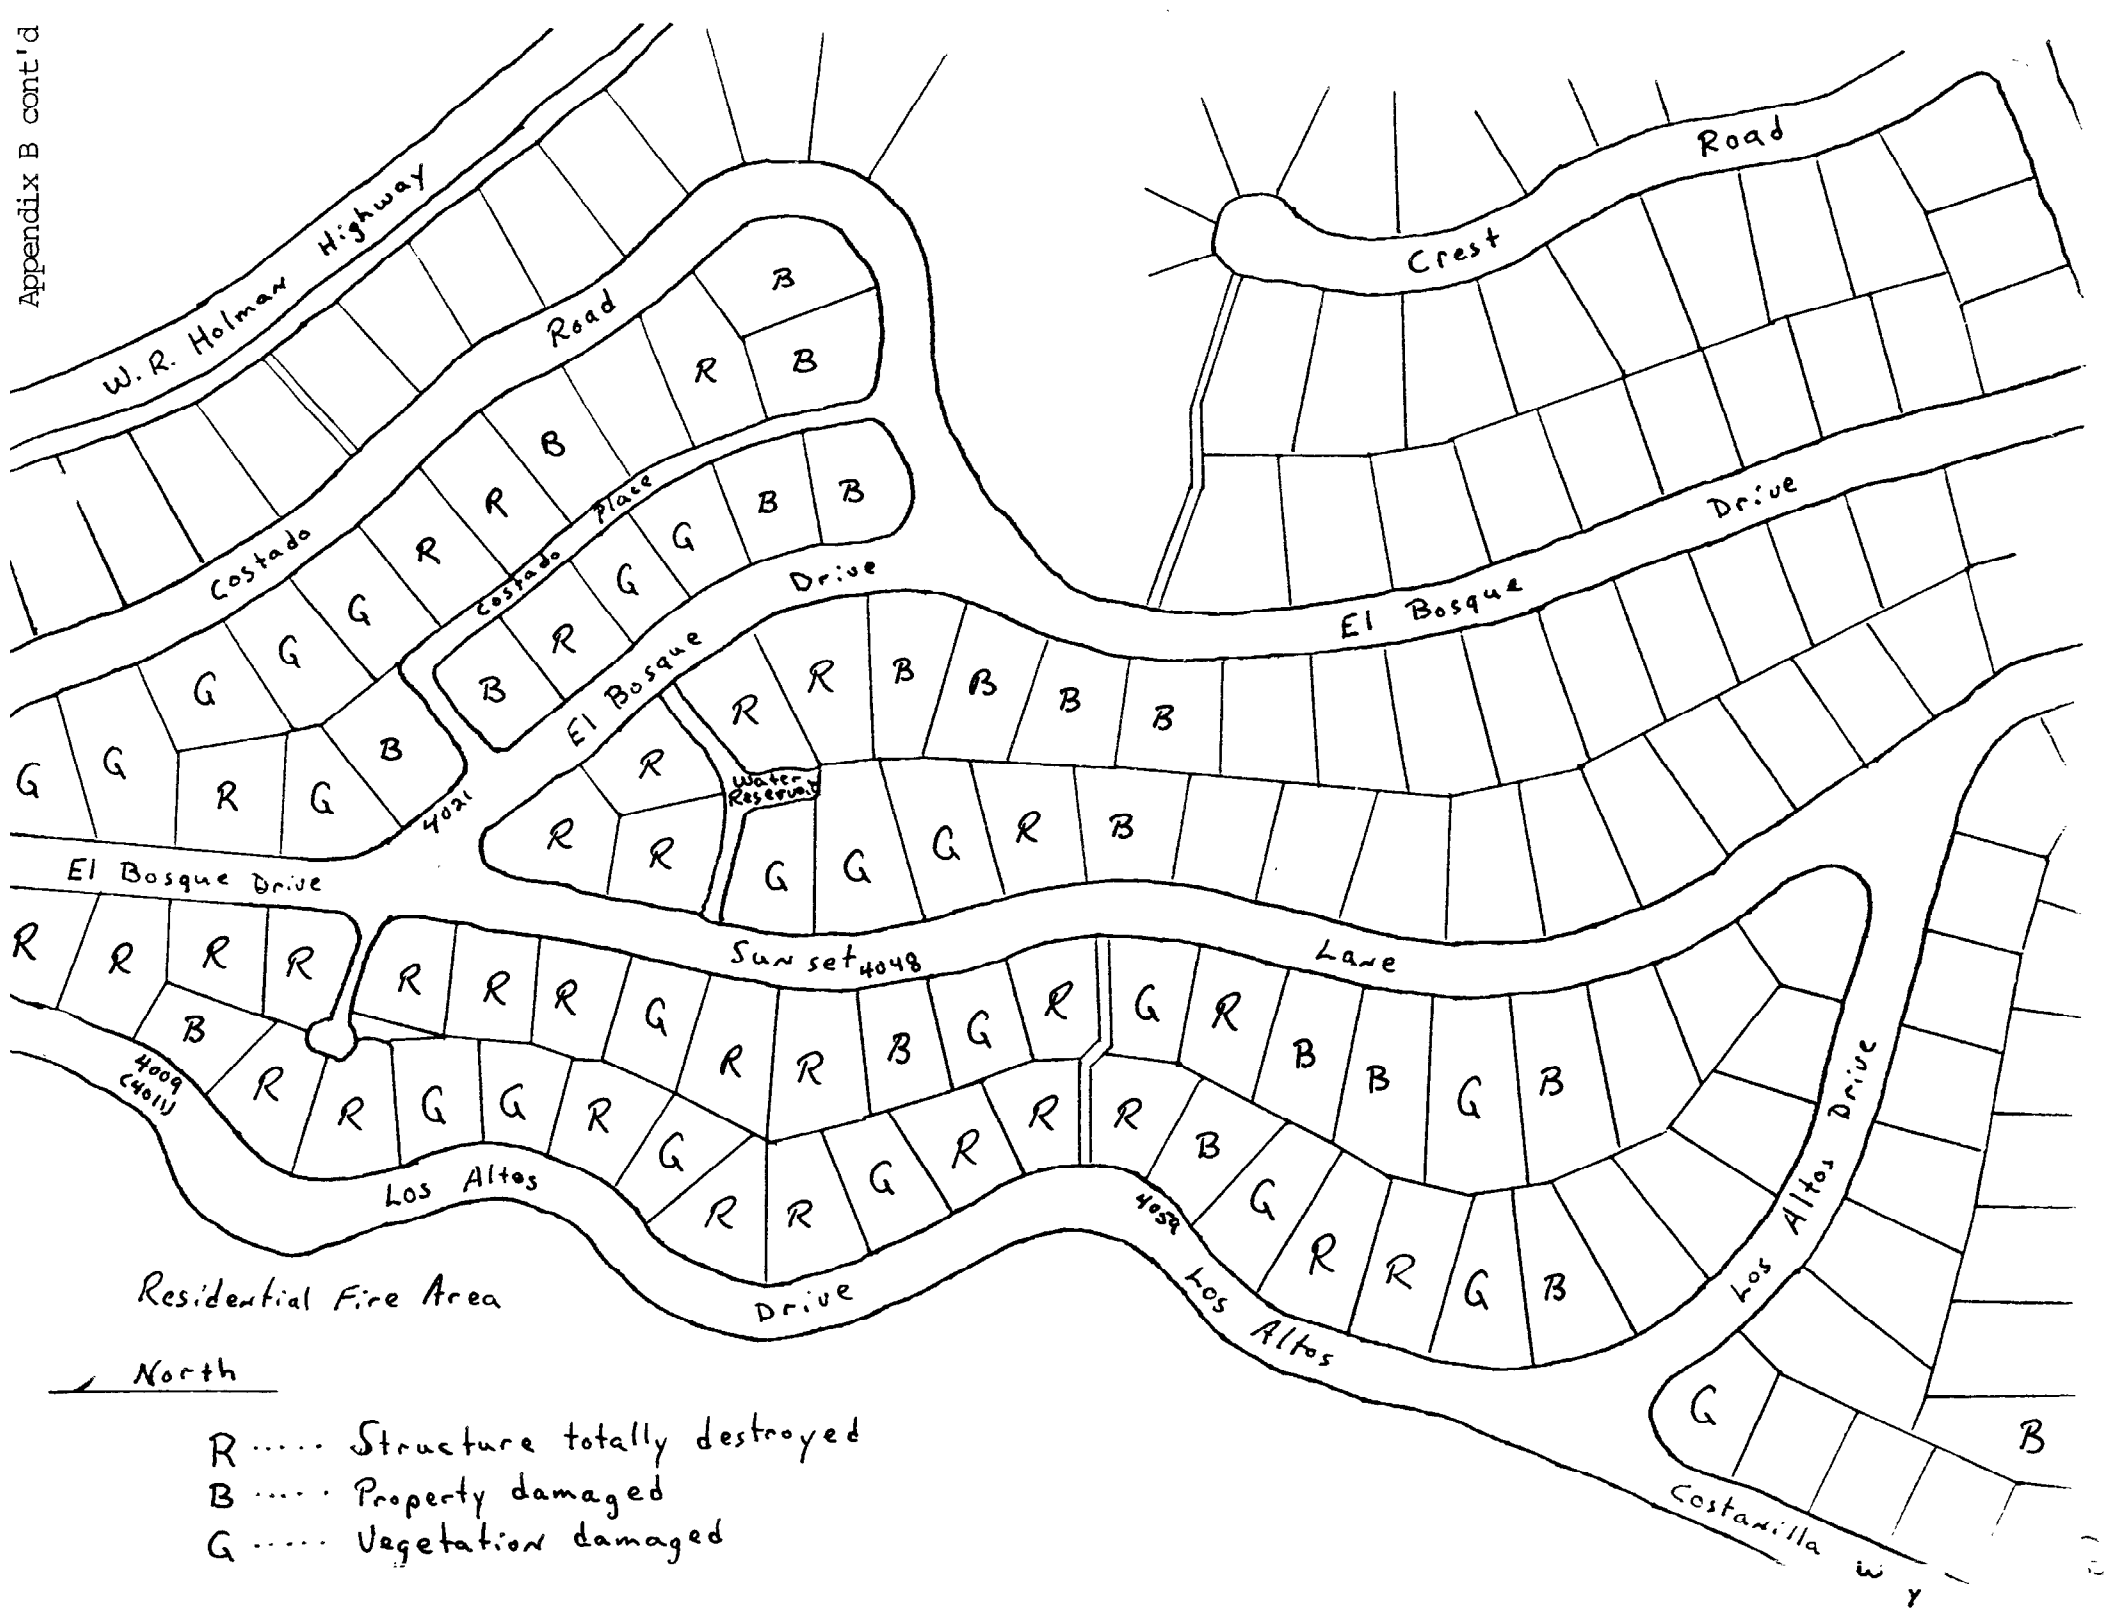 Appendix B cont'd
W. R. Holman Highway
Crest Road
Costado Road
B
B
R
B
R
R
G
G
G
G
G
R
G
B
4021
Costado Place
B
B
G
G
R
B
El Bosque Drive
El Bosque Drive
El Bosque Drive
R
R
B
B
B
B
R
R
R
Water
Reservoir
G
G
G
R
B
Sunset 4048 Lane
R
R
R
R
B
R
R
R
R
G
R
R
B
G
R
G
R
B
B
G
B
4009
(4011)
R
G
G
R
G
R
R
G
R
R
R
B
G
R
R
G
B
4059
Los Altos Drive
Los Altos
Los Altos Drive
G
B
Costanilla Wy
Residential Fire Area
North
R ..... Structure totally destroyed
B ..... Property damaged
G ..... Vegetation damaged